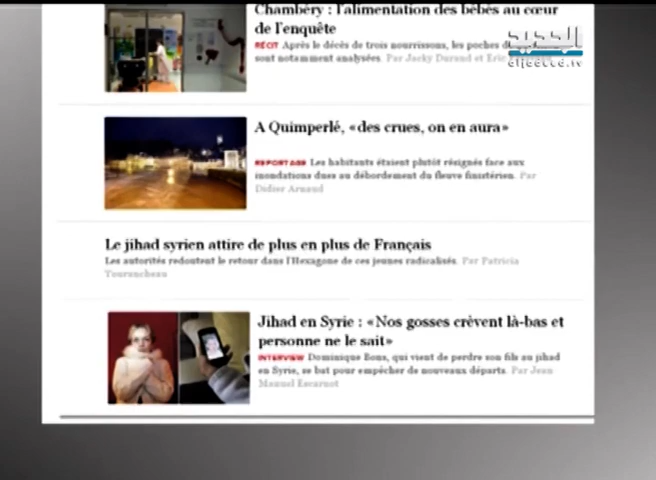 Chambéry : l'alimentation des bébés au cœur
de l'enquête
الجديد
RÉCIT Après le décès de trois nourrissons, les poches
aljadeed.tv
sont notamment analysées. Par Jacky Durand et
A Quimperlé, «des crues, on en aura»
REPORTAGE Les habitants étaient plutôt résignés face aux
inondations dues au débordement du fleuve finistérien. Par
Didier Arnaud
Le jihad syrien attire de plus en plus de Français
Les autorités redoutent le retour dans l'Hexagone de ces jeunes radicalisés. Par Patricia
Tourancheau
Jihad en Syrie : «Nos gosses crèvent là-bas et
personne ne le sait»
INTERVIEW Dominique Bons, qui vient de perdre son fils au jihad
en Syrie, se bat pour empêcher de nouveaux départs. Par Jean
Manuel Escarnot